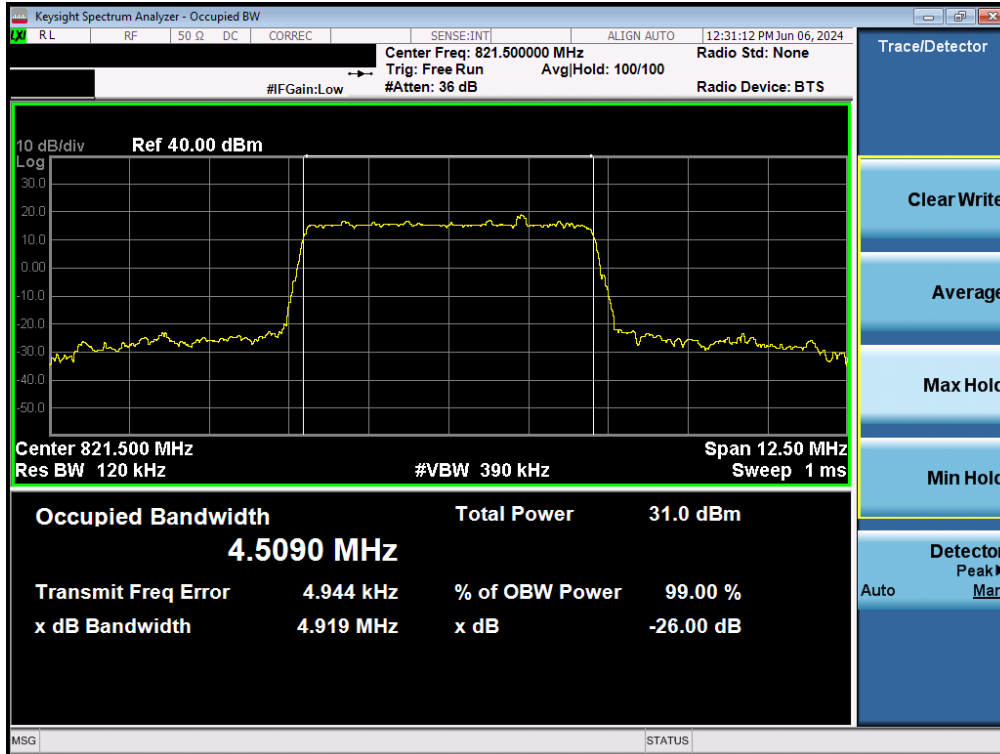 Keysight Spectrum Analyzer - Occupied BW
LXI RL RF 50 Ω DC CORREC SENSE:INT ALIGN AUTO 12:31:12 PM Jun 06, 2024
Center Freq: 821.500000 MHz Radio Std: None
Trig: Free Run Avg|Hold: 100/100
#IFGain:Low #Atten: 36 dB Radio Device: BTS
10 dB/div Ref 40.00 dBm
Log
30.0
20.0
10.0
0.00
-10.0
-20.0
-30.0
-40.0
-50.0
Center 821.500 MHz Span 12.50 MHz
Res BW 120 kHz #VBW 390 kHz Sweep 1 ms
Occupied Bandwidth Total Power 31.0 dBm
4.5090 MHz
Transmit Freq Error 4.944 kHz % of OBW Power 99.00 %
x dB Bandwidth 4.919 MHz x dB -26.00 dB
MSG STATUS
Trace/Detector
Clear Write
Average
Max Hold
Min Hold
Detector
Peak
Auto Man